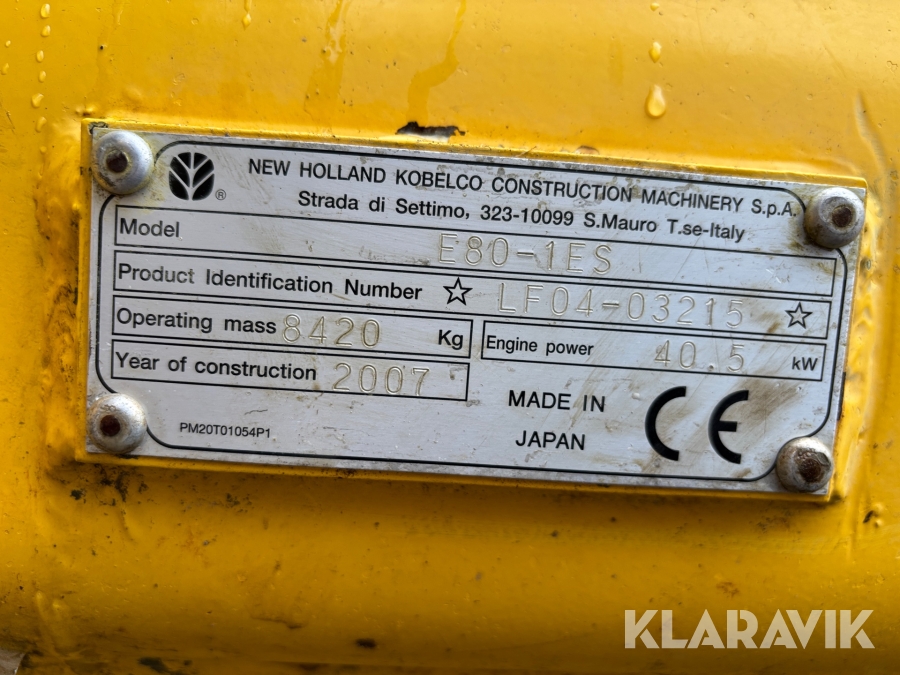 NEW HOLLAND KOBELCO CONSTRUCTION MACHINERY S.p.A.
®
Strada di Settimo, 323-10099 S.Mauro T.se-Italy
Model E80-1ES
Product Identification Number ☆ LF04-03215 ☆
Operating mass 8420 Kg
Engine power 40.5 kW
Year of construction 2007
MADE IN
JAPAN
CE
PM20T01054P1
KLARAVIK